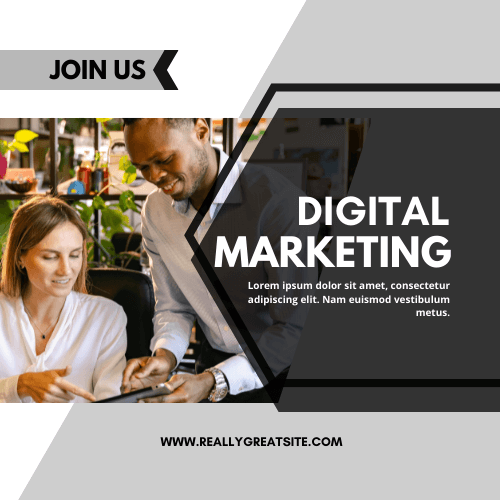 JOIN US
DIGITAL
MARKETING
Lorem ipsum dolor sit amet, consectetur
adipiscing elit. Nam euismod vestibulum
metus.
WWW.REALLYGREATSITE.COM